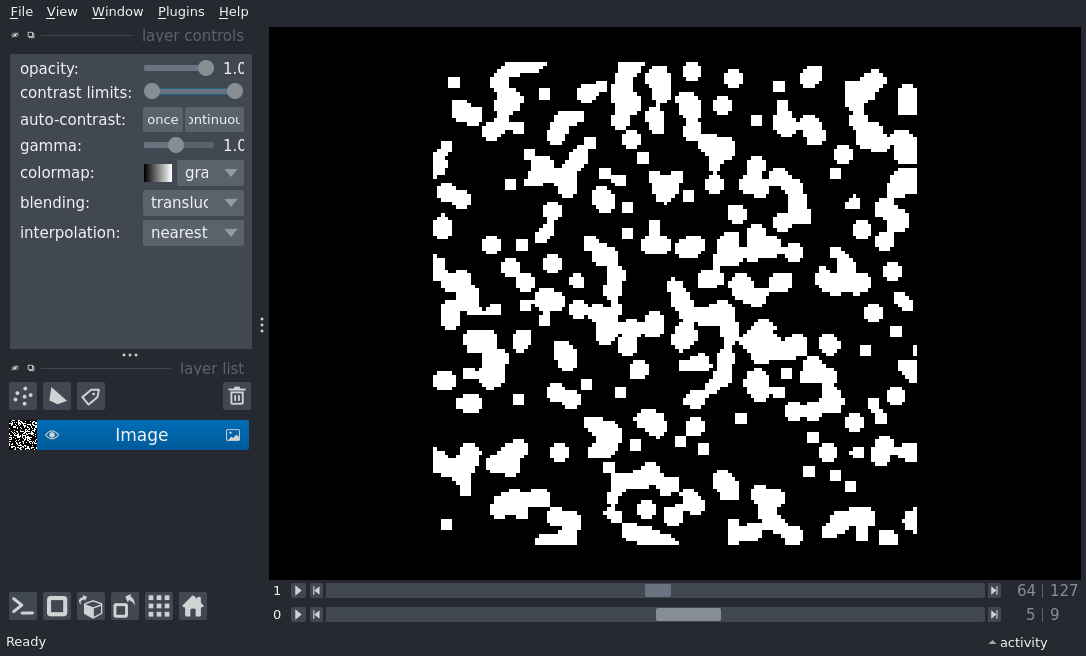 File View Window Plugins Help
layer controls
opacity: 1.0
contrast limits:
auto-contrast: once ontinuou
gamma: 1.0
colormap: gra
blending: transluc
interpolation: nearest
layer list
Image
1 64 | 127
0 5 | 9
Ready activity